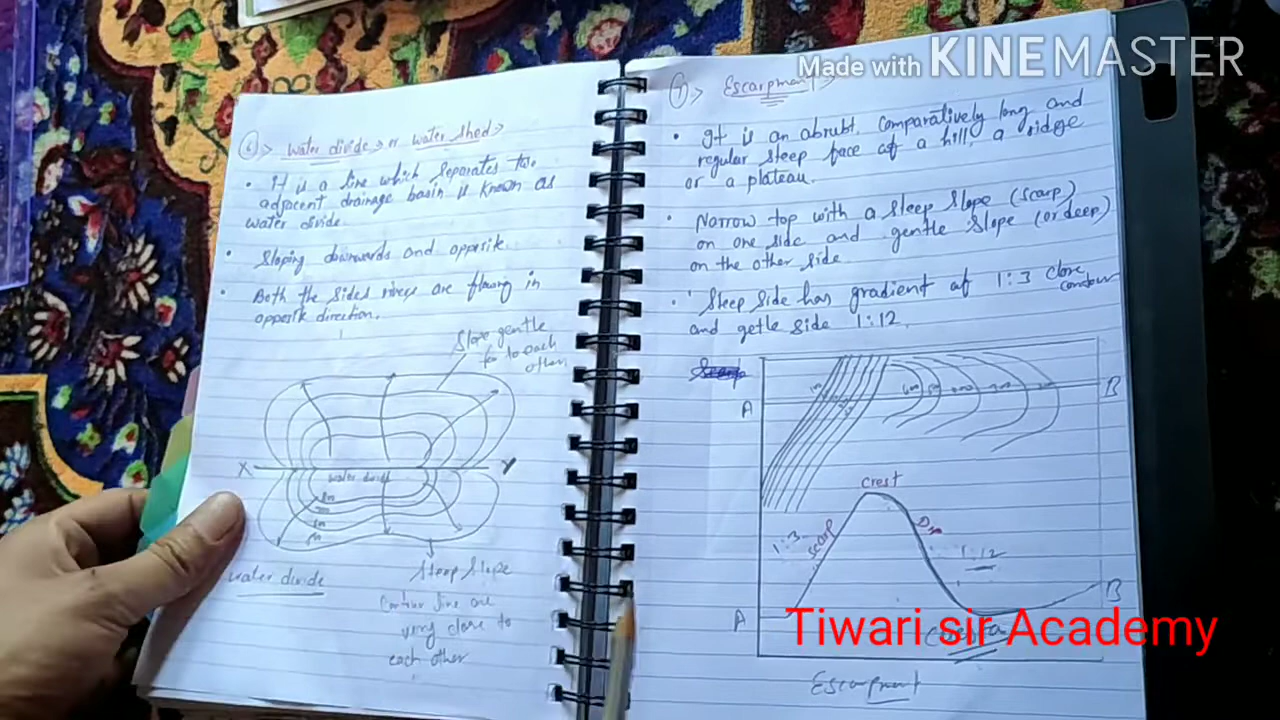 Made with KINEMASTER
6> Water divide or water shed>
• It is a line which separates two
adjacent drainage basin is known as
water divide.
• Sloping downwards and opposite
• Both the sides rivers are flowing in
opposite direction.
Slope gentle
to each
other
X
Y
water divide
water divide
Steep slope
Contour line are
very close to
each other
7> Escarpment
• It is an abrubt, comparatively long and
regular steep face of a hill, a ridge
or a plateau.
• Narrow top with a steep slope (scarp)
on one side and gentle slope (or deep)
on the other side
• Steep side has gradient of 1:3 close
contour
and getle side 1:12.
A
B
Crest
1:3
scarp
1:12
A
B
Escarpment
Tiwari sir Academy